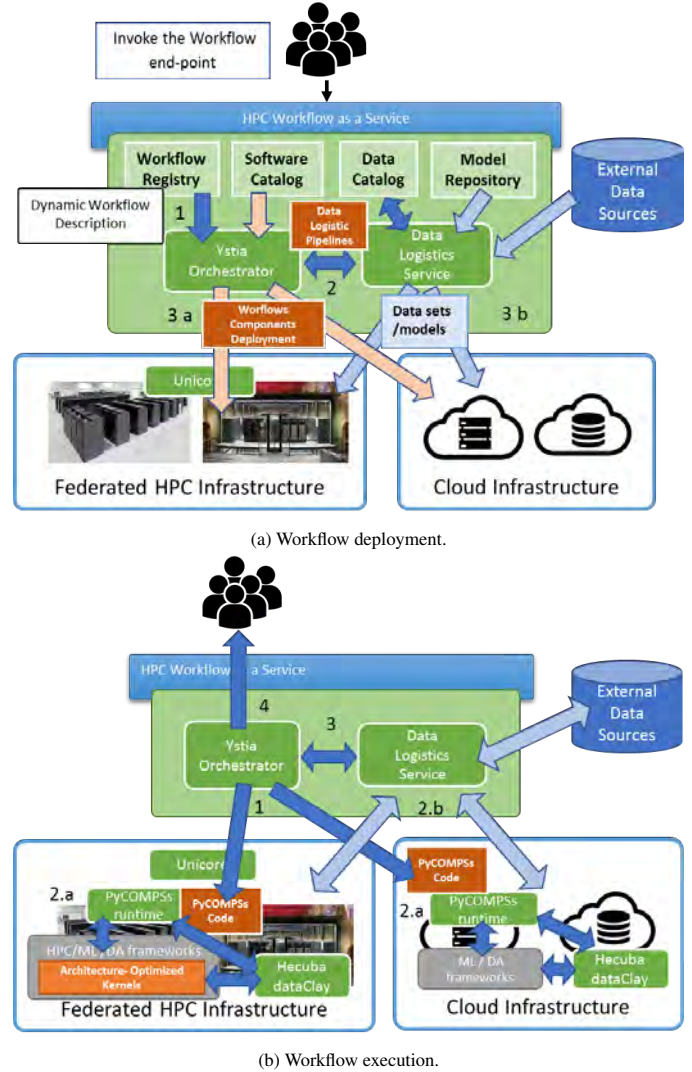 Invoke the Workflow
end-point
HPC Workflow as a Service
Workflow
Registry
Software
Catalog
Data
Catalog
Model
Repository
External
Data
Sources
Dynamic Workflow
Description
1
Data
Logistic
Pipelines
Ystia
Orchestrator
2
Data
Logistics
Service
3 a
Worflows
Components
Deployment
Data sets
/models
3 b
Unico
Federated HPC Infrastructure
Cloud Infrastructure
(a) Workflow deployment.
HPC Workflow a Service
External
Data
Sources
4
Ystia
Orchestrator
3
Data
Logistics
Service
1
2.b
Unicore
PyCOMPSs
Code
2.a
PyCOMPSs
runtime
PyCOMPSs
Code
2.a
PyCOMPSs
runtime
HPC/ML/DA frameworks
Architecture- Optimized
Kernels
Hecuba
dataClay
ML / DA
frameworks
Hecuba
dataClay
Federated HPC Infrastructure
Cloud Infrastructure
(b) Workflow execution.